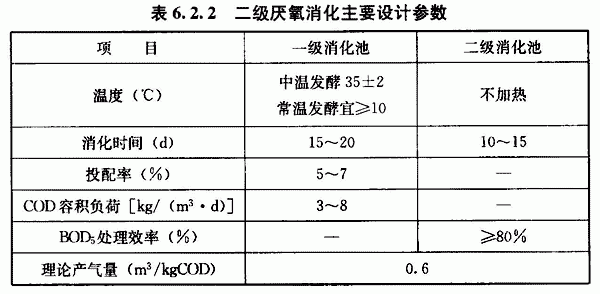 表 6.2.2 二级厌氧消化主要设计参数
项 目 一级消化池 二级消化池
温度（℃） 中温发酵 35±2 不加热
常温发酵宜≥10
消化时间（d） 15～20 10～15
投配率（%） 5～7 —
COD 容积负荷［kg/（m³·d）］ 3～8 —
BOD₅处理效率（%） — ≥80%
理论产气量（m³/kgCOD） 0.6